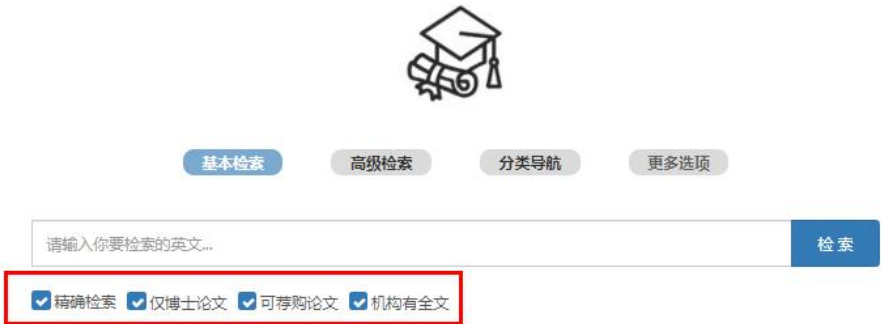 基本检索 高级检索 分类导航 更多选项
请输入你要检索的英文... 检索
精确检索 仅博士论文 可荐购论文 机构有全文